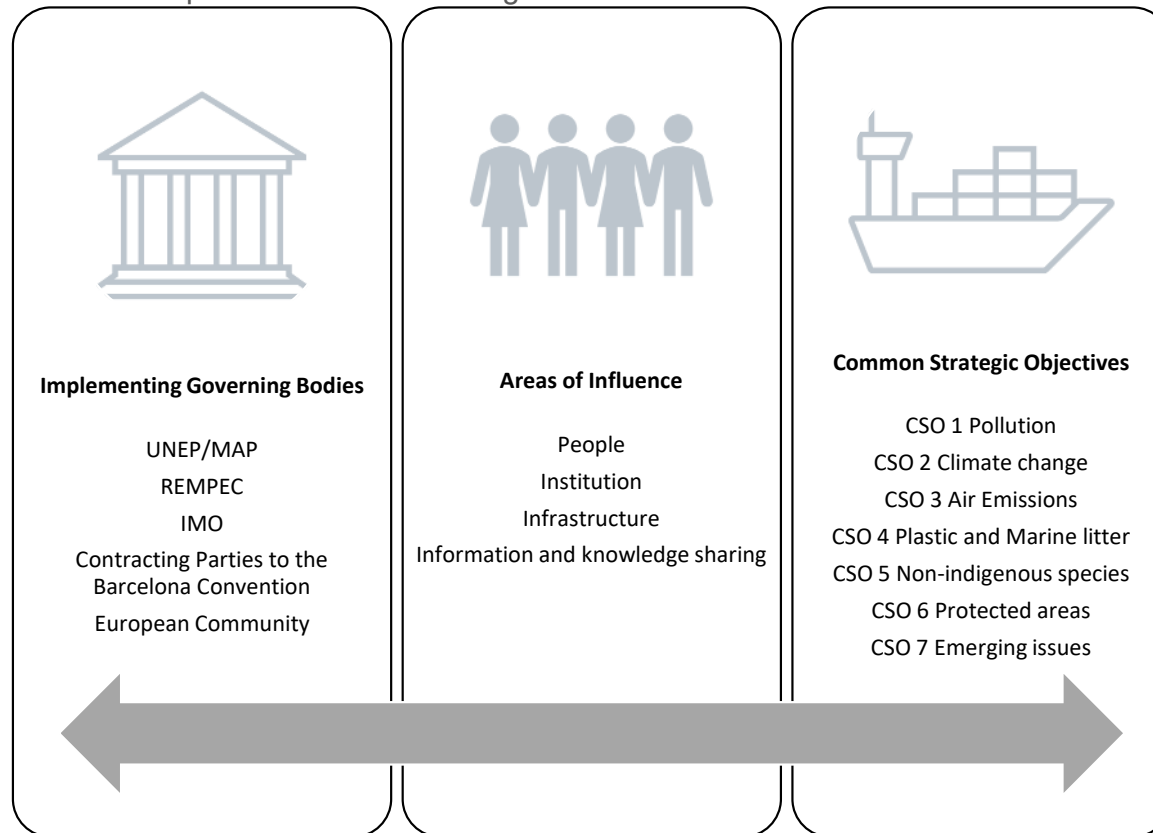 Implementing Governing Bodies
UNEP/MAP
REMPEC
IMO
Contracting Parties to the
Barcelona Convention
European Community
Areas of Influence
People
Institution
Infrastructure
Information and knowledge sharing
Common Strategic Objectives
CSO 1 Pollution
CSO 2 Climate change
CSO 3 Air Emissions
CSO 4 Plastic and Marine litter
CSO 5 Non-indigenous species
CSO 6 Protected areas
CSO 7 Emerging issues